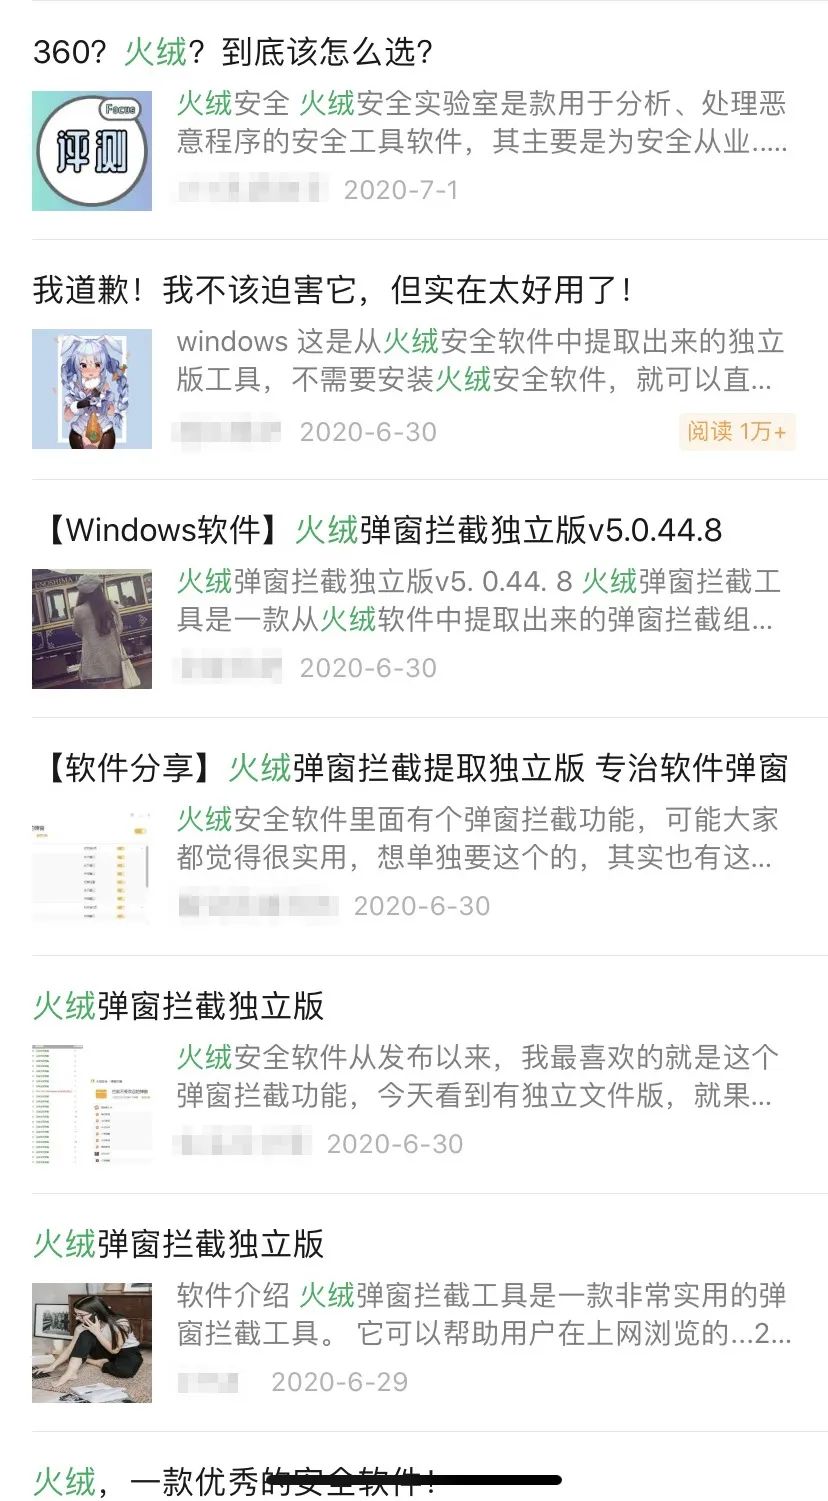 360？火绒？到底该怎么选？
Focus
评测
火绒安全 火绒安全实验室是款用于分析、处理恶
意程序的安全工具软件，其主要是为安全从业.....
2020-7-1
我道歉！我不该迫害它，但实在太好用了！
windows 这是从火绒安全软件中提取出来的独立
版工具，不需要安装火绒安全软件，就可以直...
2020-6-30
阅读 1万+
【Windows软件】火绒弹窗拦截独立版v5.0.44.8
ENOSHIMA
火绒弹窗拦截独立版v5. 0.44. 8 火绒弹窗拦截工
具是一款从火绒软件中提取出来的弹窗拦截组...
2020-6-30
【软件分享】火绒弹窗拦截提取独立版 专治软件弹窗
火绒安全软件里面有个弹窗拦截功能，可能大家
都觉得很实用，想单独要这个的，其实也有这...
2020-6-30
火绒弹窗拦截独立版
火绒安全软件从发布以来，我最喜欢的就是这个
弹窗拦截功能，今天看到有独立文件版，就果...
2020-6-30
火绒弹窗拦截独立版
软件介绍 火绒弹窗拦截工具是一款非常实用的弹
窗拦截工具。 它可以帮助用户在上网浏览的...2...
2020-6-29
火绒，一款优秀的安全软件！